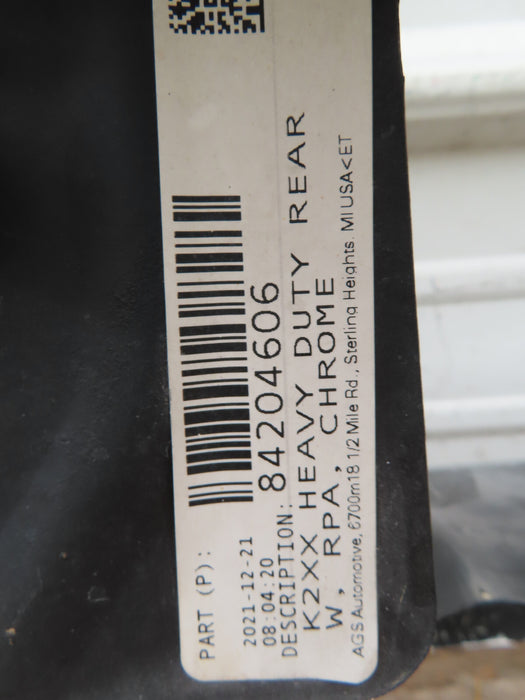 PART (P):
2021-12-21
08:04:20
84204606
DESCRIPTION:
K2XX HEAVY DUTY REAR
W, RPA, CHROME
AGS Automotive, 6700m18 1/2 Mile Rd., Sterling Heights. MI USA<ET